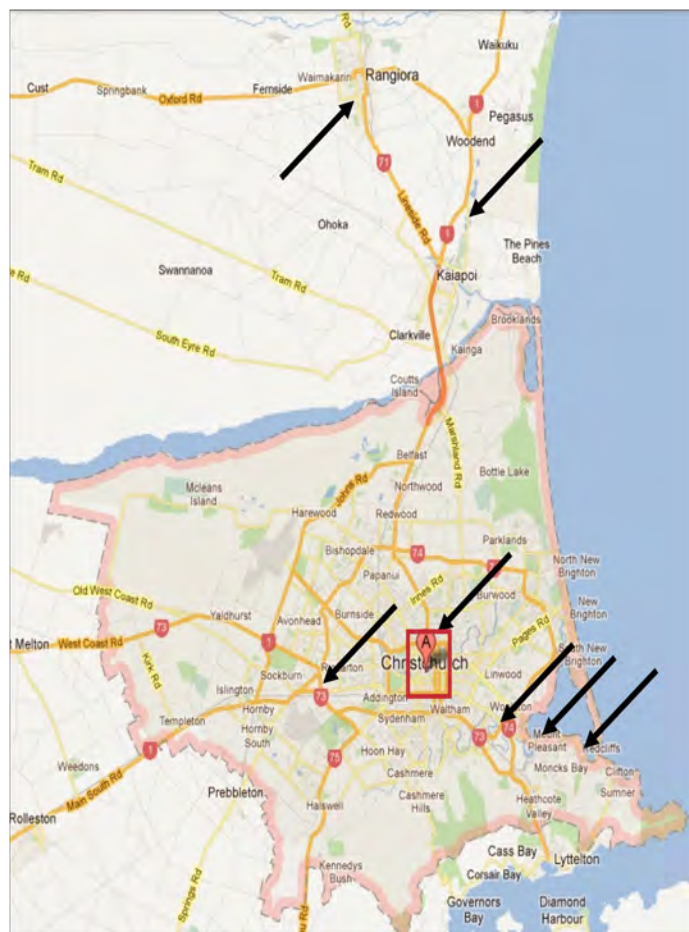 Rd
Waikuku
Waimakariri
Rangiora
Cust
Springbank
Fernside
Oxford Rd
1
Pegasus
Woodend
71
Tram Rd
Lineside Rd
Ohoka
1
The Pines
Beach
Swannanoa
Kaiapoi
Tram Rd
Brooklands
South Eyre Rd
Clarkville
Kainga
Coutts
Island
Marshland Rd
Belfast
Bottle Lake
Mcleans
Island
Johns Rd
Northwood
Harewood
Redwood
Parklands
Bishopdale
74
North New
Brighton
Papanui
Innes Rd
Old West Coast Rd
Burwood
Yaldhurst
Avonhead
Burnside
New
Brighton
Pages Rd
t Melton
West Coast Rd
73
1
A
South New
Brighton
Kirk Rd
Christchurch
Linwood
Sockburn
Islington
73
Addington
Hornby
Waltham
Templeton
Sydenham
Hornby
South
73
74
Mount
Pleasant
Redcliffs
1
75
Hoon Hay
Moncks Bay
Weedons
Cashmere
Clifton
Main South Rd
Prebbleton
Sumner
Halswell
Cashmere
Hills
Heathcote
Valley
Rolleston
Cass Bay
Lyttelton
Kennedys
Bush
Corsair Bay
Springs Rd
Governors
Bay
Diamond
Harbour
u Rd